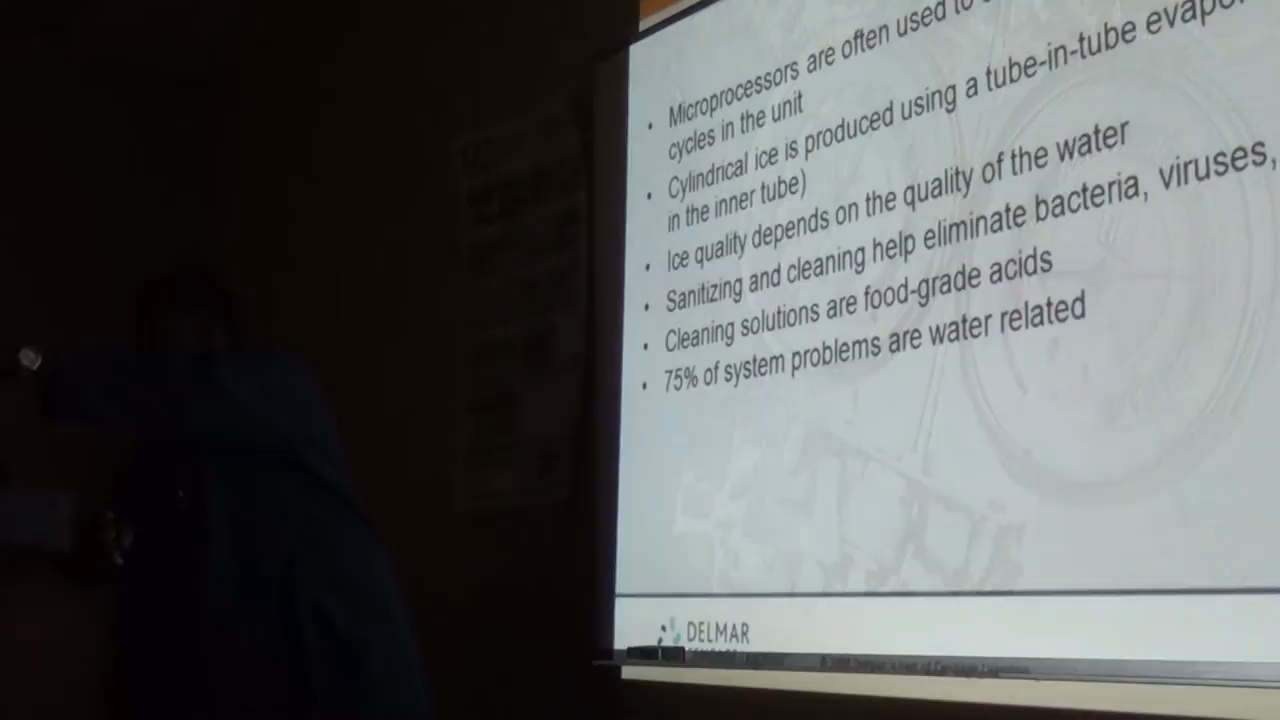 • Microprocessors are often used to
cycles in the unit
• Cylindrical ice is produced using a tube-in-tube
in the inner tube)
• Ice quality depends on the quality of the water
• Sanitizing and cleaning help eliminate bacteria, viruses,
• Cleaning solutions are food-grade acids
• 75% of system problems are water related
DELMAR